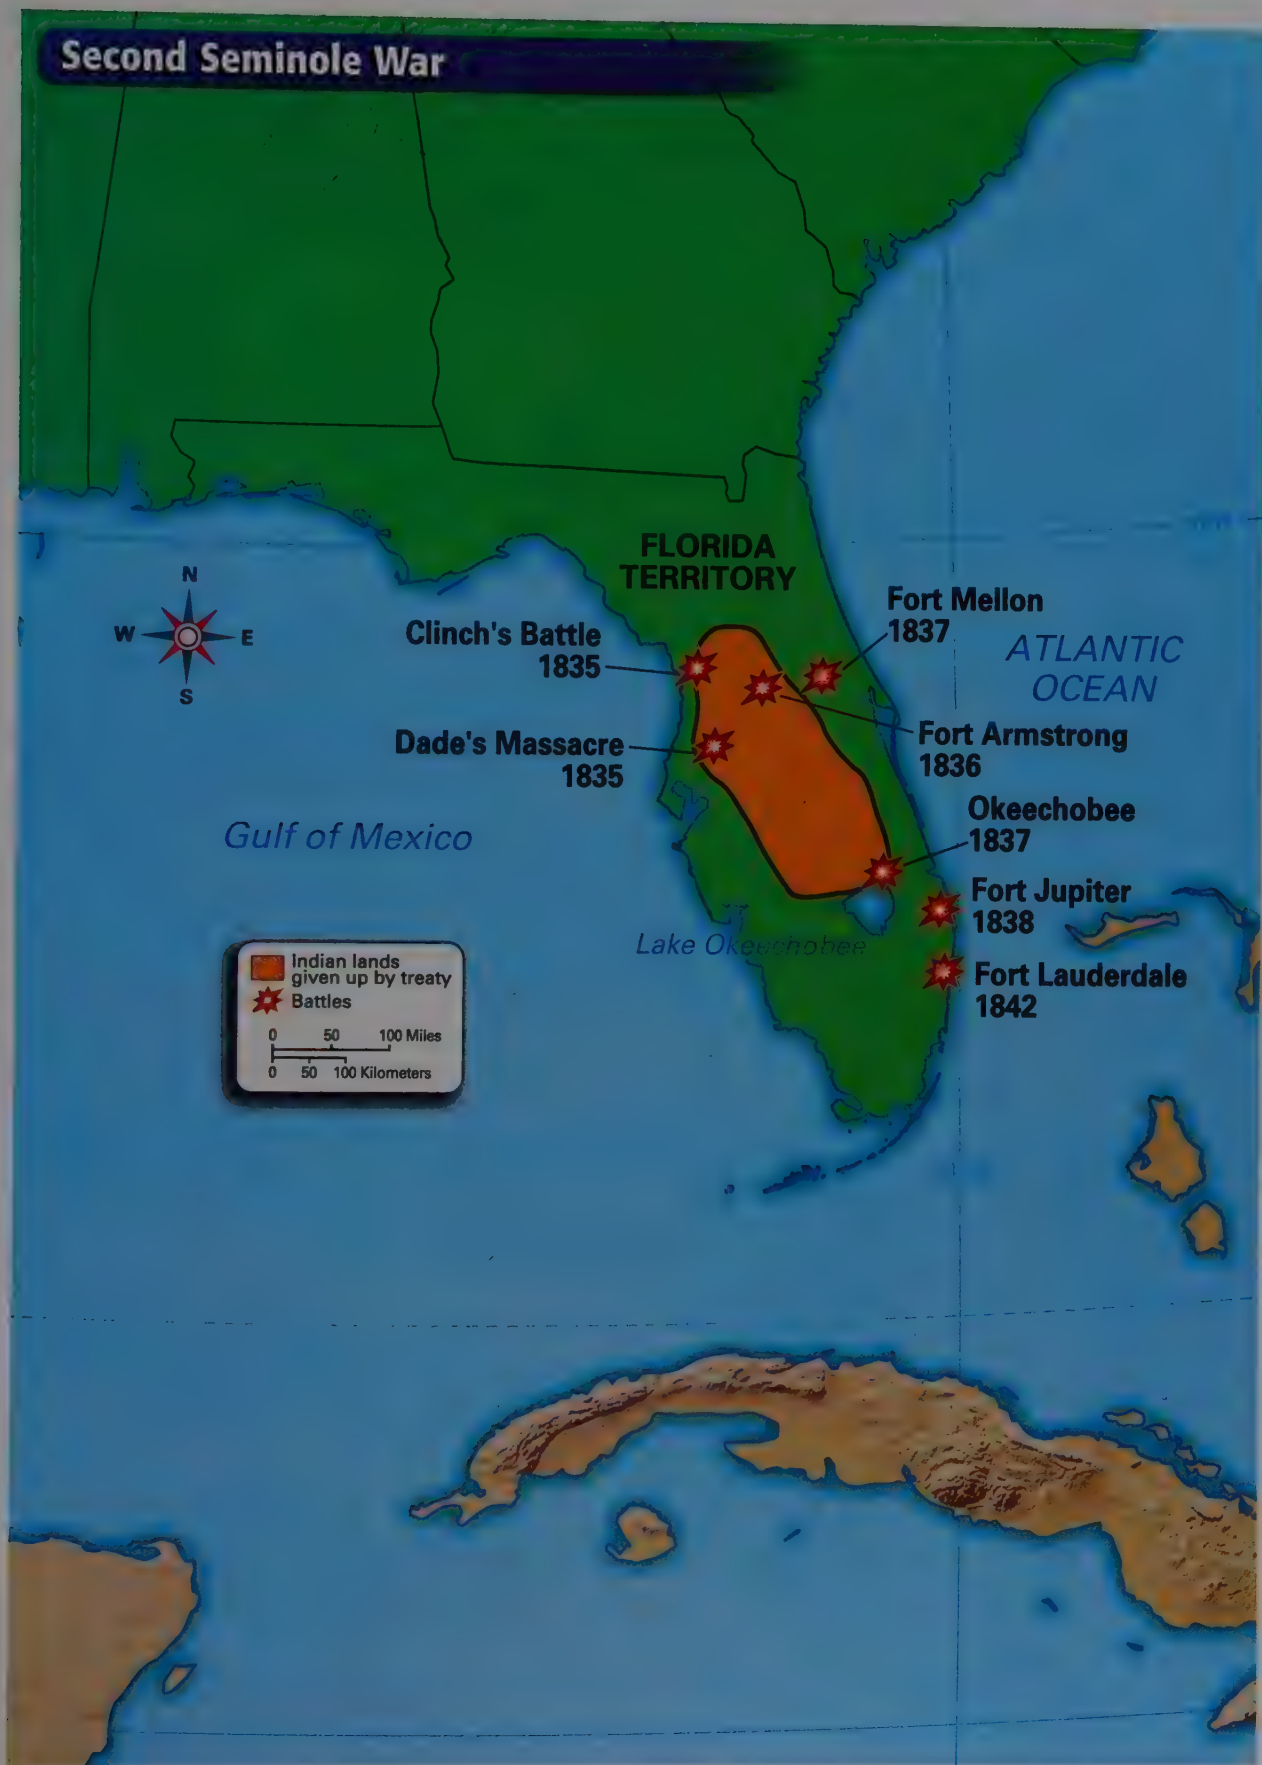 Second Seminole War
FLORIDA
TERRITORY
N
W
E
S
Clinch's Battle
1835
Fort Mellon
1837
ATLANTIC
OCEAN
Dade's Massacre
1835
Fort Armstrong
1836
Gulf of Mexico
Okeechobee
1837
Fort Jupiter
1838
Lake Okeechobee
Fort Lauderdale
1842
Indian lands
given up by treaty
Battles
0 50 100 Miles
0 50 100 Kilometers